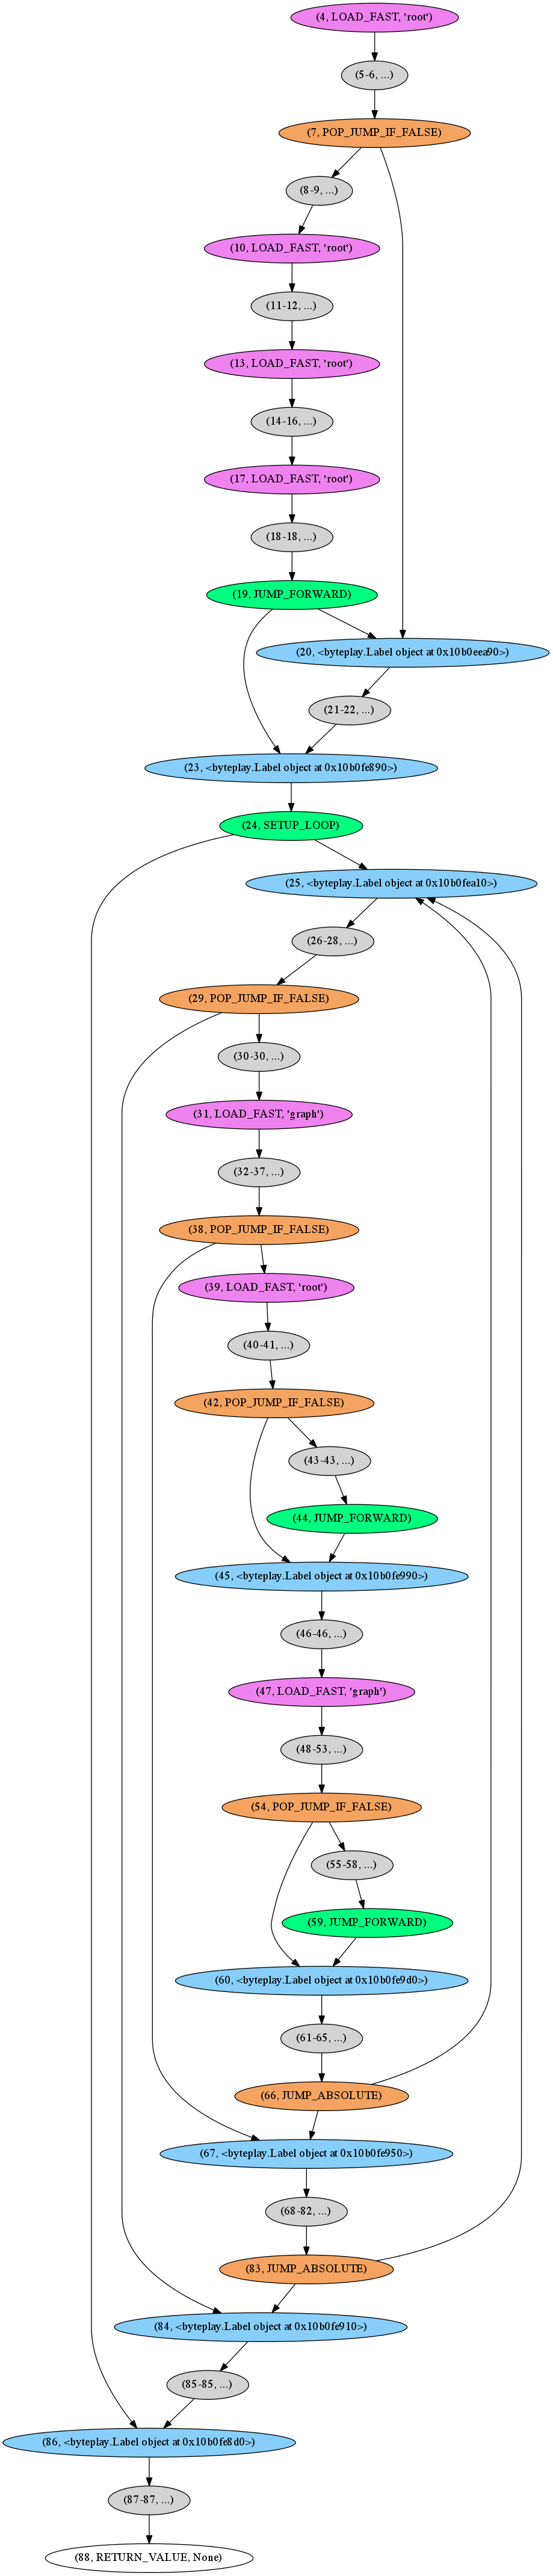 (4, LOAD_FAST, 'root')
(5-6, ...)
(7, POP_JUMP_IF_FALSE)
(8-9, ...)
(10, LOAD_FAST, 'root')
(11-12, ...)
(13, LOAD_FAST, 'root')
(14-16, ...)
(17, LOAD_FAST, 'root')
(18-18, ...)
(19, JUMP_FORWARD)
(20, <byteplay.Label object at 0x10b0eea90>)
(21-22, ...)
(23, <byteplay.Label object at 0x10b0fe890>)
(24, SETUP_LOOP)
(25, <byteplay.Label object at 0x10b0fea10>)
(26-28, ...)
(29, POP_JUMP_IF_FALSE)
(30-30, ...)
(31, LOAD_FAST, 'graph')
(32-37, ...)
(38, POP_JUMP_IF_FALSE)
(39, LOAD_FAST, 'root')
(40-41, ...)
(42, POP_JUMP_IF_FALSE)
(43-43, ...)
(44, JUMP_FORWARD)
(45, <byteplay.Label object at 0x10b0fe990>)
(46-46, ...)
(47, LOAD_FAST, 'graph')
(48-53, ...)
(54, POP_JUMP_IF_FALSE)
(55-58, ...)
(59, JUMP_FORWARD)
(60, <byteplay.Label object at 0x10b0fe9d0>)
(61-65, ...)
(66, JUMP_ABSOLUTE)
(67, <byteplay.Label object at 0x10b0fe950>)
(68-82, ...)
(83, JUMP_ABSOLUTE)
(84, <byteplay.Label object at 0x10b0fe910>)
(85-85, ...)
(86, <byteplay.Label object at 0x10b0fe8d0>)
(87-87, ...)
(88, RETURN_VALUE, None)